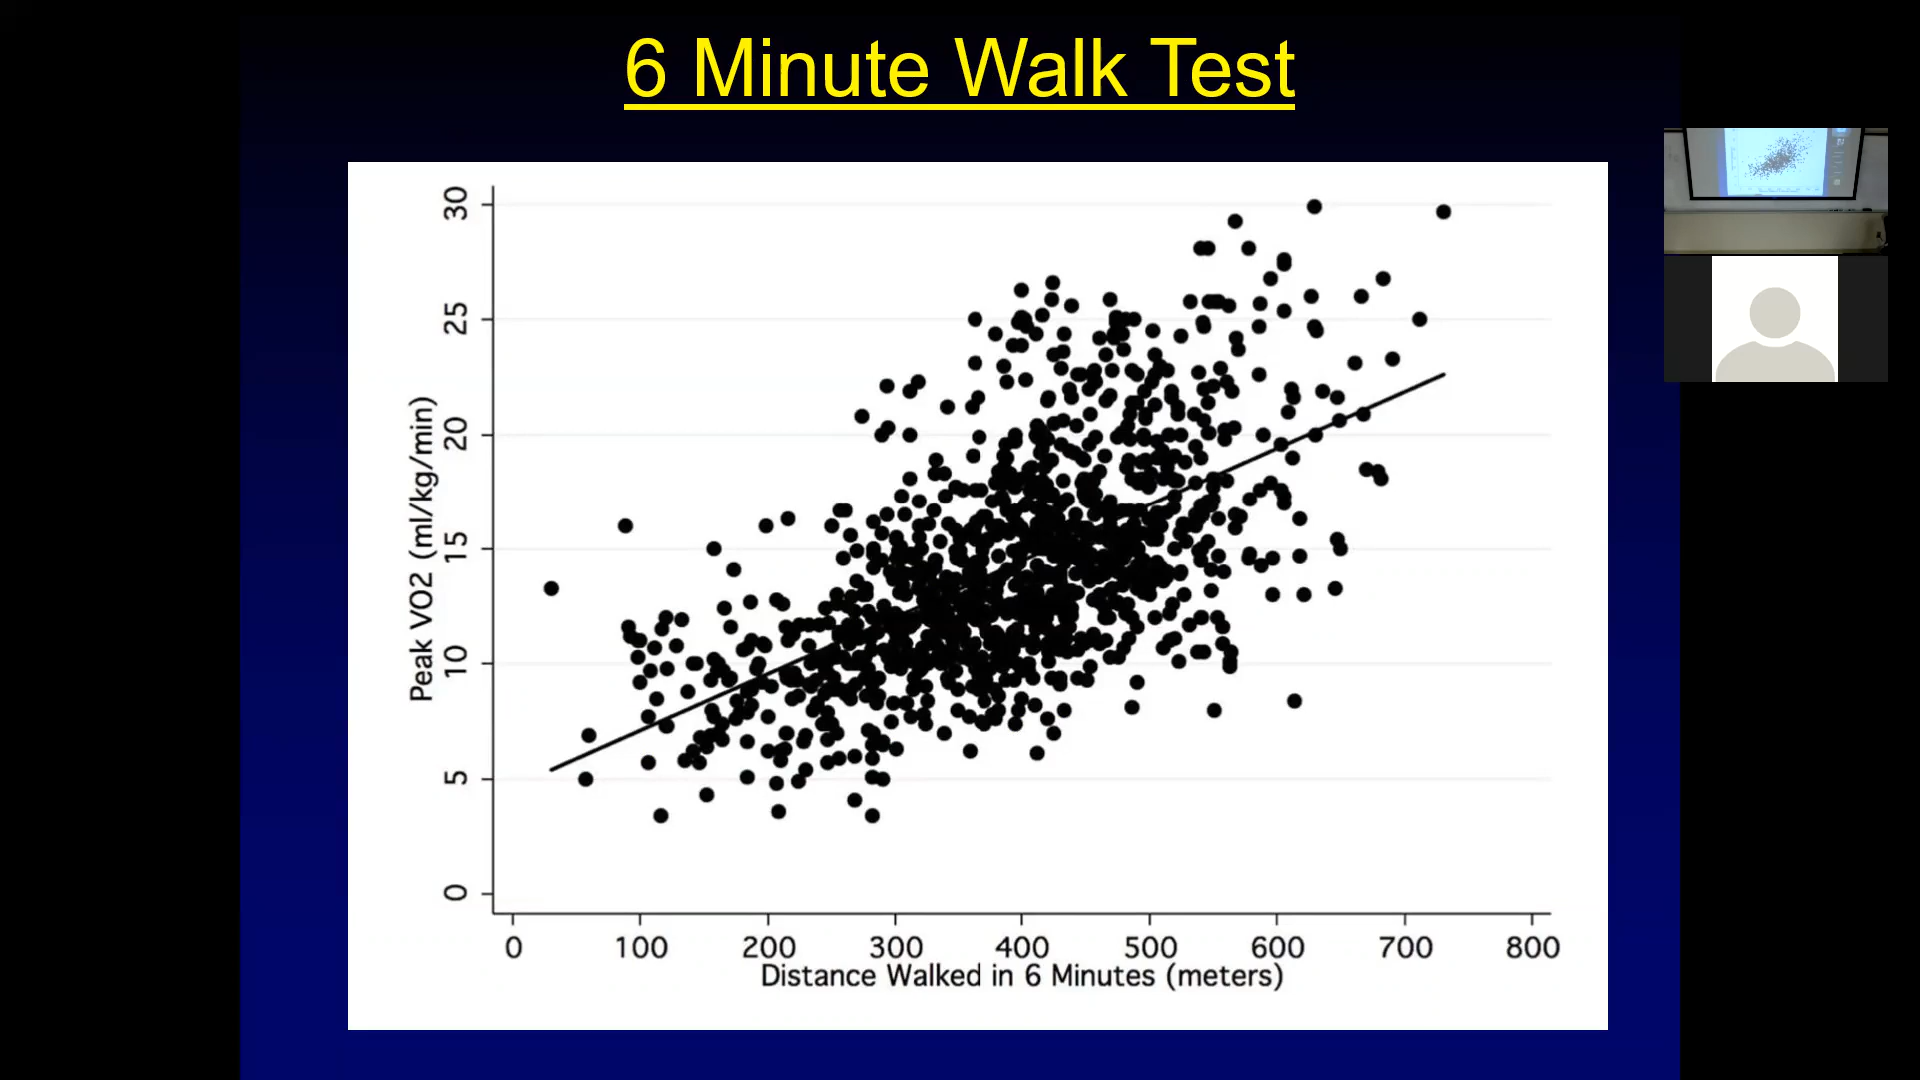 6 Minute Walk Test
30
25
20
15
10
5
0
Peak VO2 (ml/kg/min)
0 100 200 300 400 500 600 700 800
Distance Walked in 6 Minutes (meters)